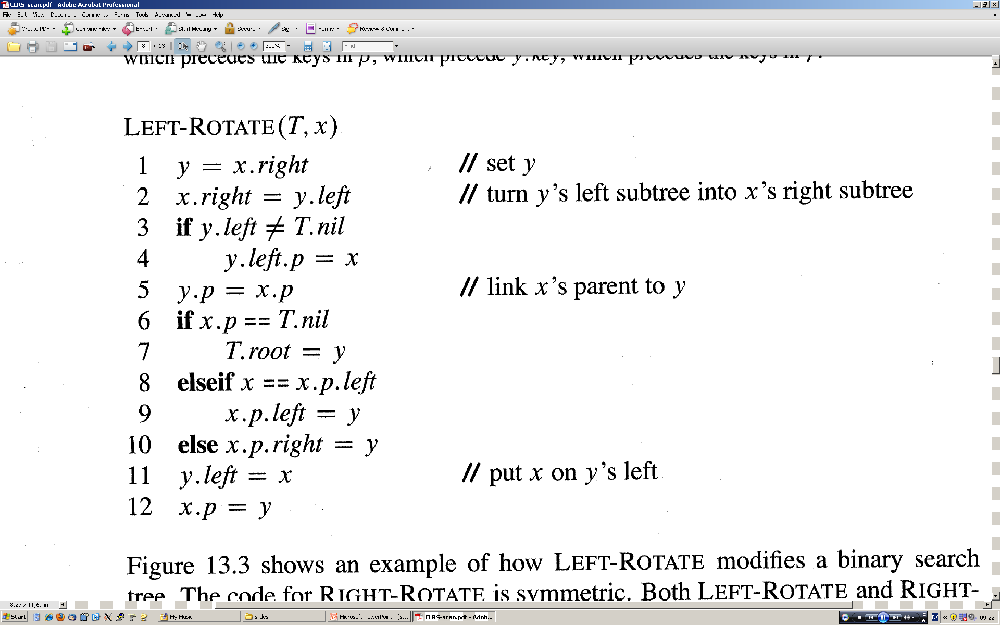 CLRS-scan.pdf - Adobe Acrobat Professional
File Edit View Document Comments Forms Tools Advanced Window Help
Create PDF Combine Files Export Start Meeting Secure Sign Forms Review & Comment
8 / 13 300% Find
which precedes the keys in β, which precede y.key, which precedes the keys in γ.
LEFT-ROTATE(T, x)
1 y = x.right // set y
2 x.right = y.left // turn y's left subtree into x's right subtree
3 if y.left ≠ T.nil
4 y.left.p = x
5 y.p = x.p // link x's parent to y
6 if x.p == T.nil
7 T.root = y
8 elseif x == x.p.left
9 x.p.left = y
10 else x.p.right = y
11 y.left = x // put x on y's left
12 x.p = y
Figure 13.3 shows an example of how LEFT-ROTATE modifies a binary search
tree. The code for RIGHT-ROTATE is symmetric. Both LEFT-ROTATE and RIGHT-
8,27 x 11,69 in
Start My Music slides Microsoft PowerPoint - [s... CLRS-scan.pdf - Adob... DA « 09:22